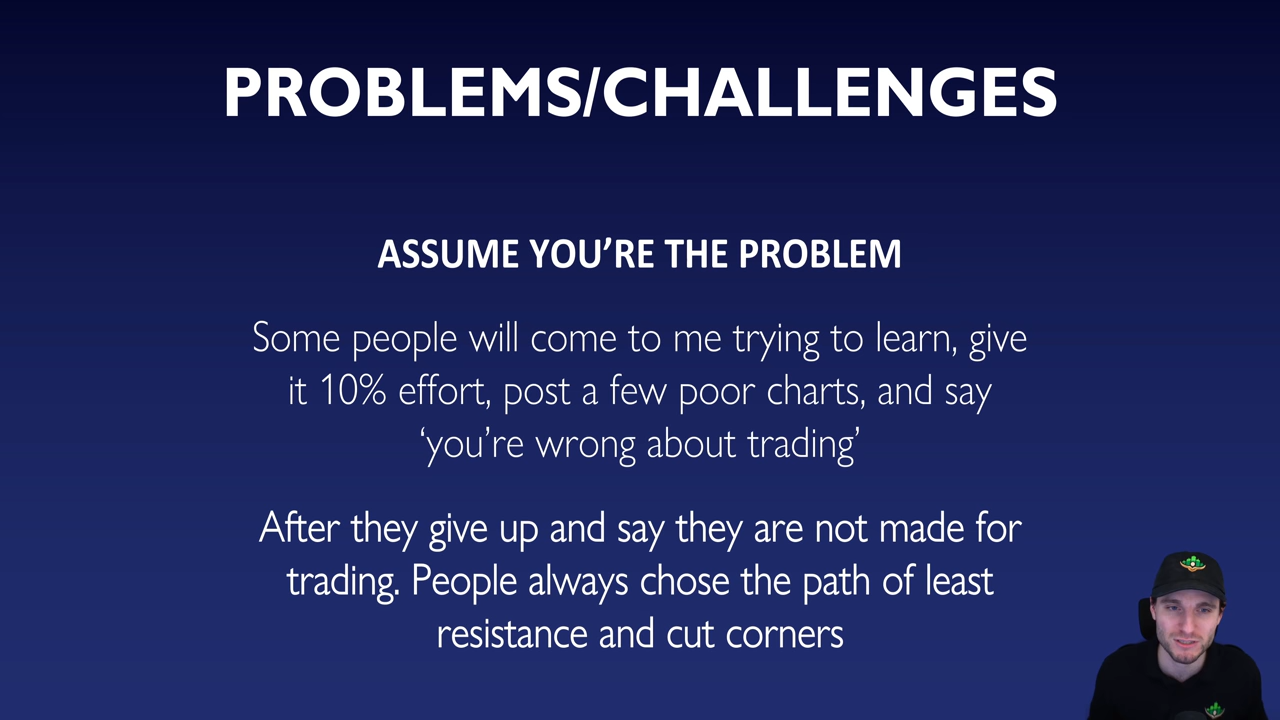 PROBLEMS/CHALLENGES
ASSUME YOU’RE THE PROBLEM
Some people will come to me trying to learn, give
it 10% effort, post a few poor charts, and say
‘you’re wrong about trading’
After they give up and say they are not made for
trading. People always chose the path of least
resistance and cut corners